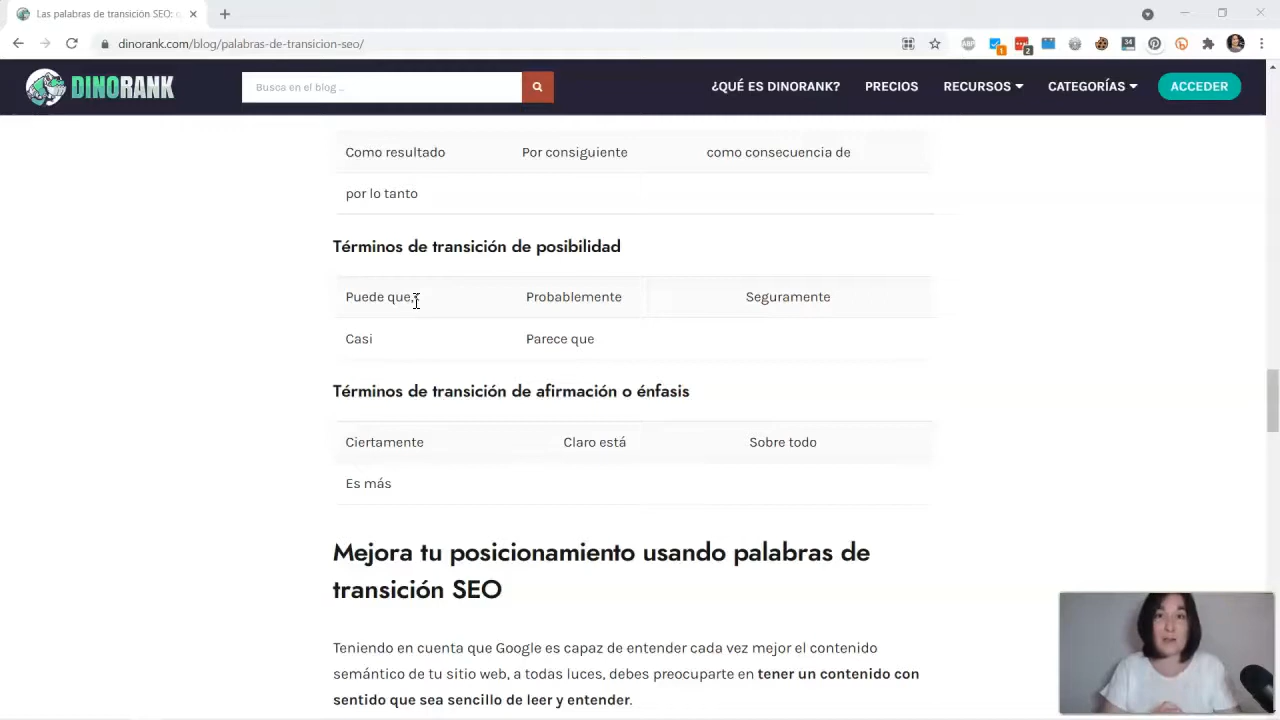 Las palabras de transición SEO:
dinorank.com/blog/palabras-de-transicion-seo/
ABP 1 2 34
DINORANK Busca en el blog ... ¿QUÉ ES DINORANK? PRECIOS RECURSOS CATEGORÍAS ACCEDER
Como resultado Por consiguiente como consecuencia de
por lo tanto
Términos de transición de posibilidad
Puede que, Probablemente Seguramente
Casi Parece que
Términos de transición de afirmación o énfasis
Ciertamente Claro está Sobre todo
Es más
Mejora tu posicionamiento usando palabras de
transición SEO
Teniendo en cuenta que Google es capaz de entender cada vez mejor el contenido
semántico de tu sitio web, a todas luces, debes preocuparte en tener un contenido con
sentido que sea sencillo de leer y entender.